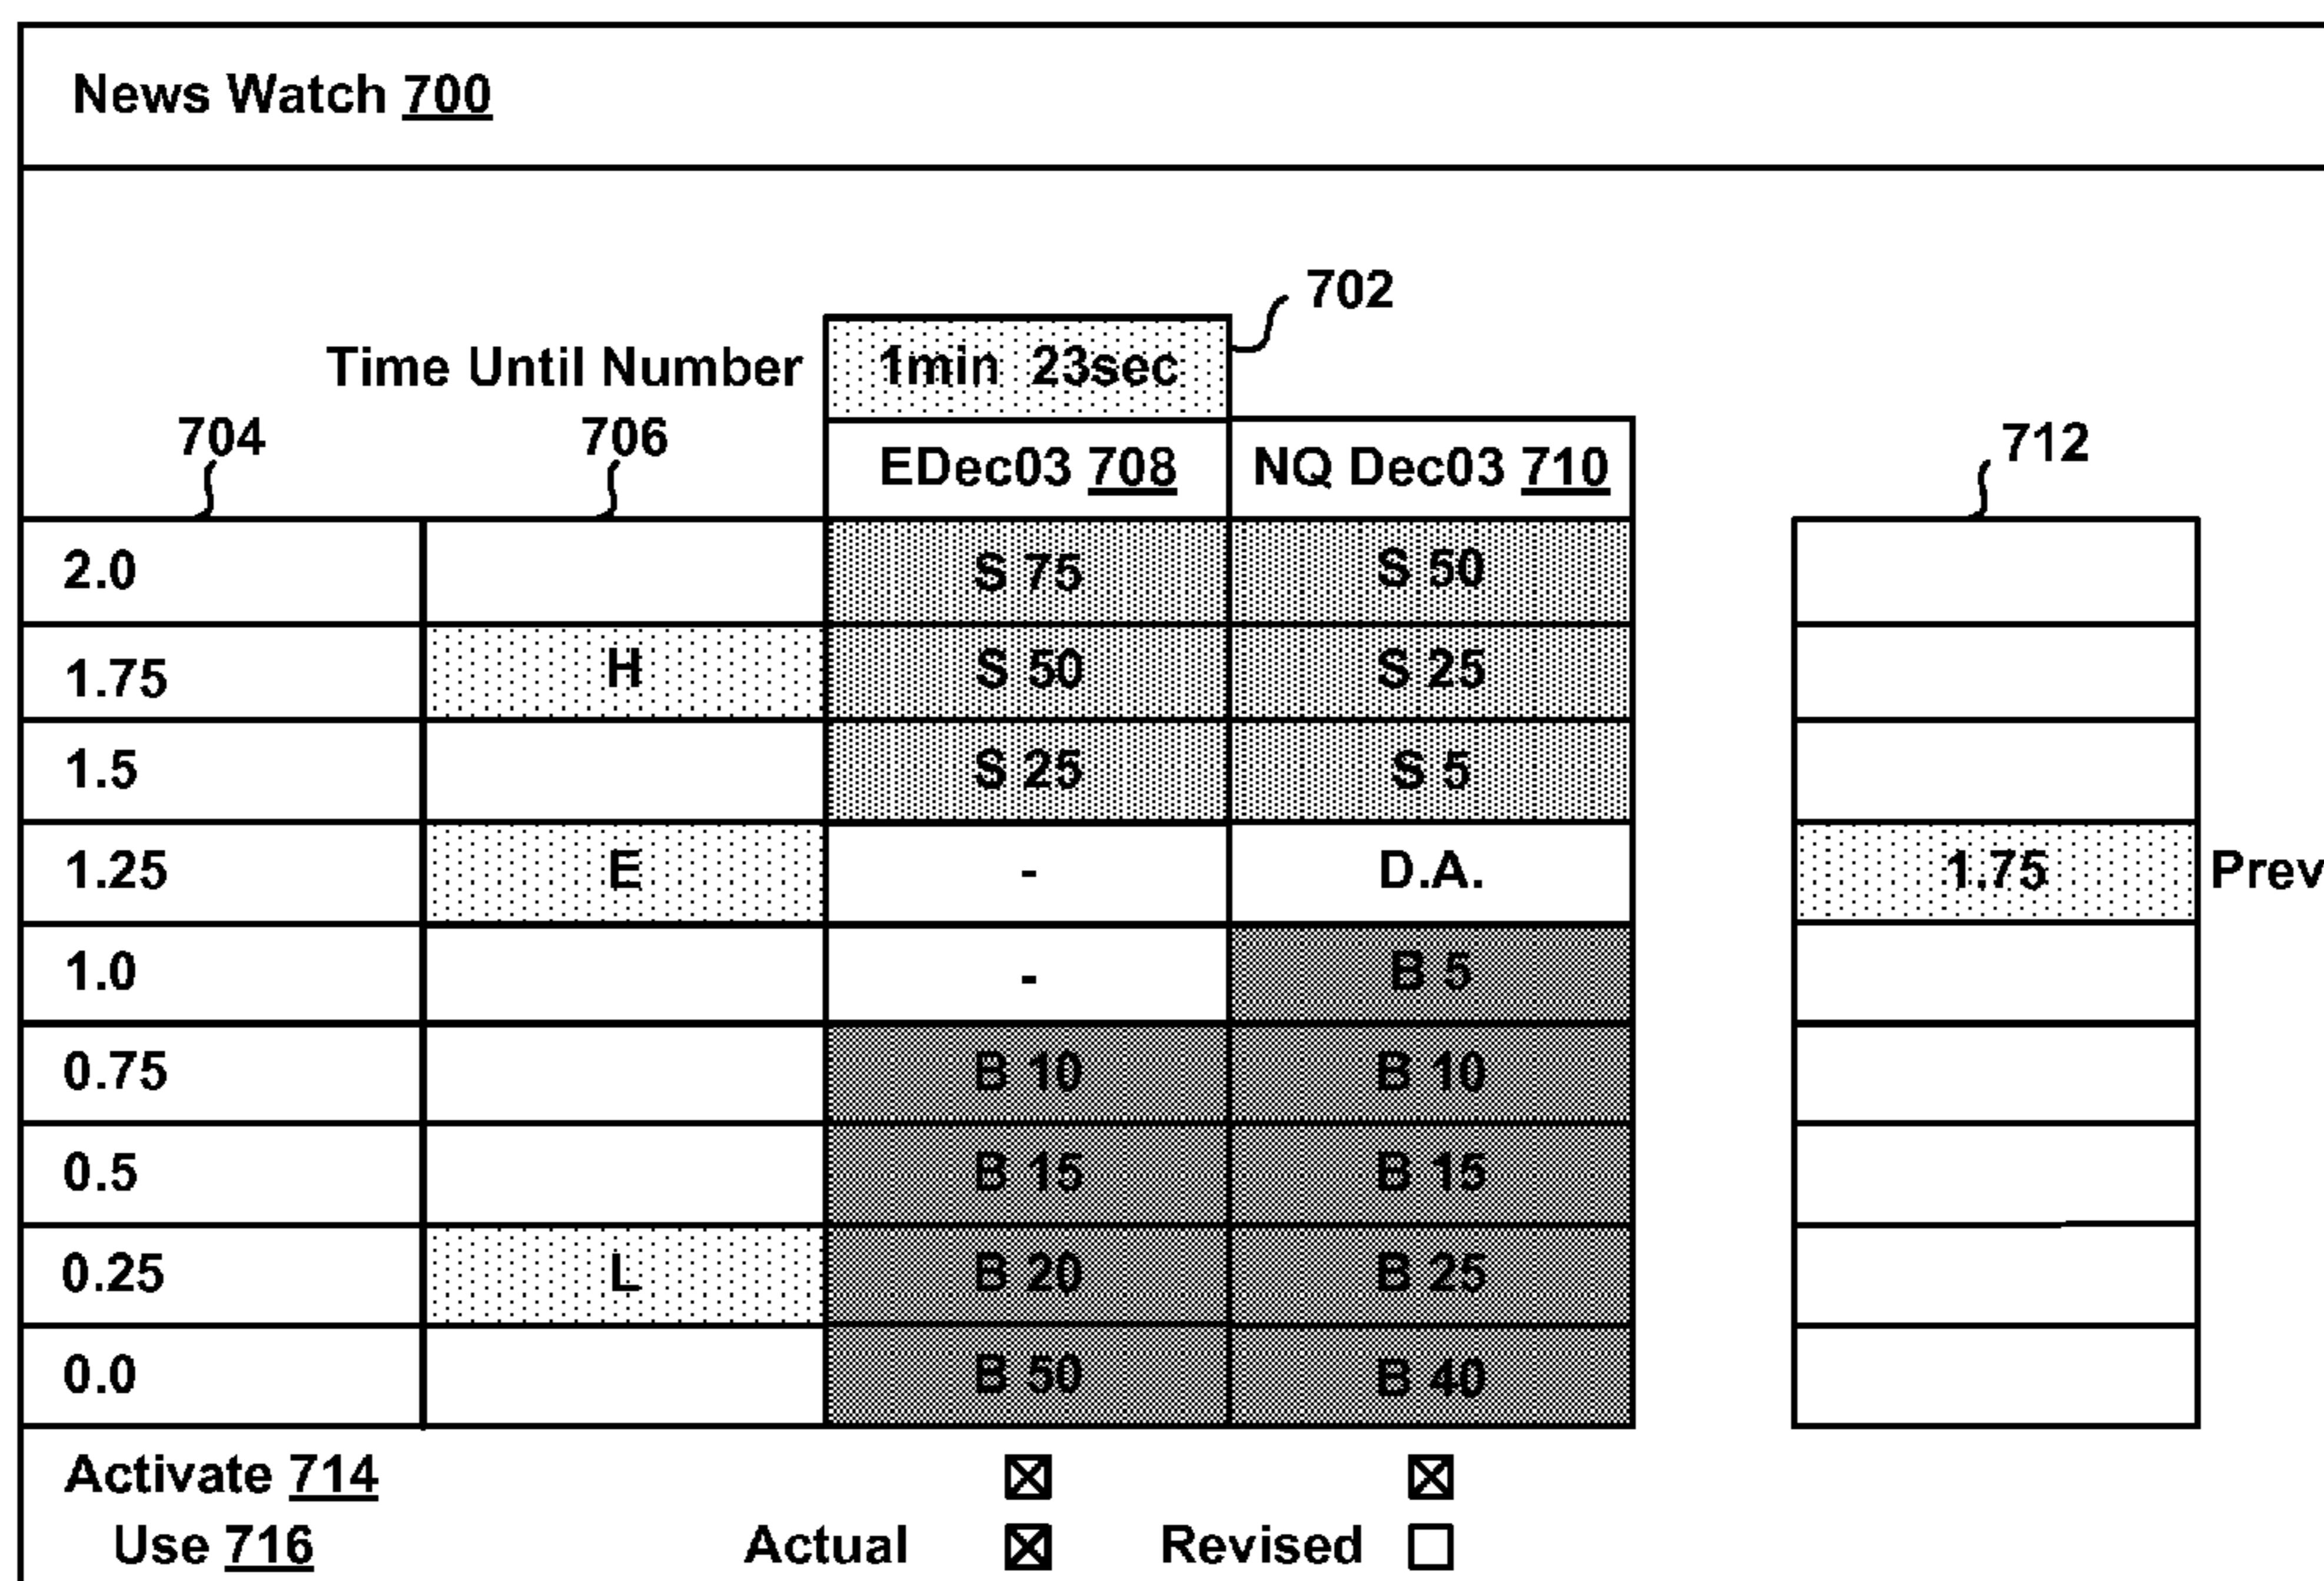 News Watch 700
702
Time Until Number 1min 23sec
704 706 712
EDec03 708 NQ Dec03 710
2.0 S 75 S 50
1.75 H S 50 S 25
1.5 S 25 S 5
1.25 E - D.A. 1.75 Prev
1.0 - B 5
0.75 B 10 B 10
0.5 B 15 B 15
0.25 L B 20 B 25
0.0 B 50 B 40
Activate 714
Use 716 Actual Revised